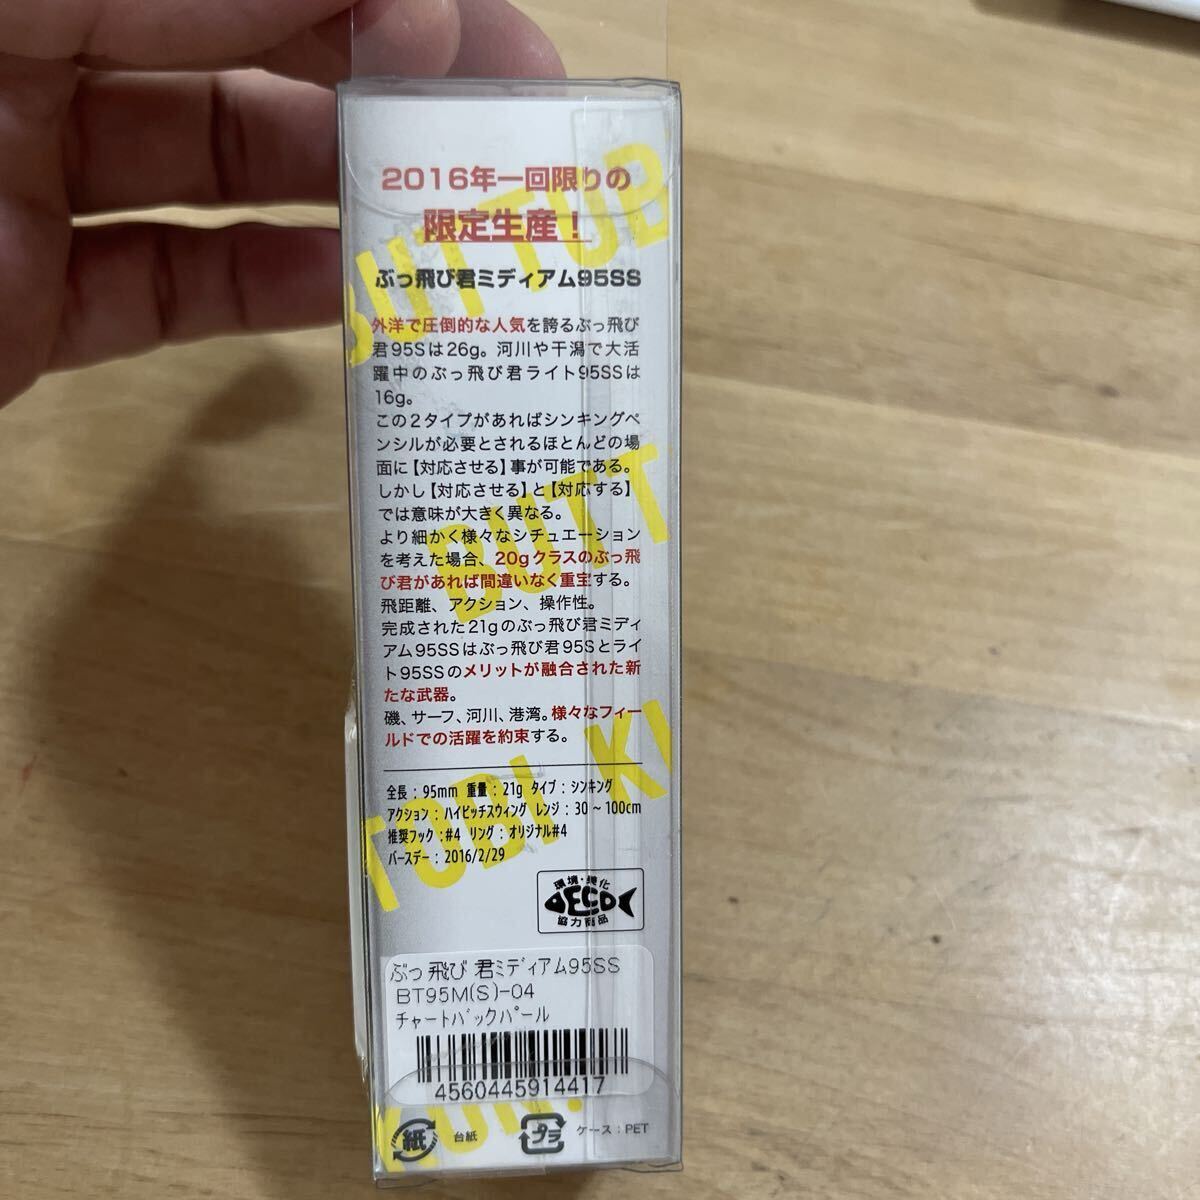 2016年一回限りの
限定生産！
ぶっ飛び君ミディアム95SS
外洋で圧倒的な人気を誇るぶっ飛び
君95Sは26g。河川や干潟で大活
躍中のぶっ飛び君ライト95SSは
16g。
この2タイプがあればシンキングペ
ンシルが必要とされるほとんどの場
面に【対応させる】事が可能である。
しかし【対応させる】と【対応する】
では意味が大きく異なる。
より細かく様々なシチュエーション
を考えた場合、20gクラスのぶっ飛
び君があれば間違いなく重宝する。
飛距離、アクション、操作性。
完成された21gのぶっ飛び君ミディ
アム95SSはぶっ飛び君95Sとライ
ト95SSのメリットが融合された新
たな武器。
磯、サーフ、河川、港湾。様々なフィー
ルドでの活躍を約束する。
全長：95mm 重量：21g タイプ：シンキング
アクション：ハイピッチスウィング レンジ：30～100cm
推奨フック：#4 リング：オリジナル#4
バースデー：2016/2/29
環境・美化
ECO
協力商品
ぶっ飛び 君ミディアム95SS
BT95M(S)-04
チャートバックパール
4560445914417
紙 台紙 プラ ケース：PET
BUTTOB
BUTT
TOBI KI
KUN!